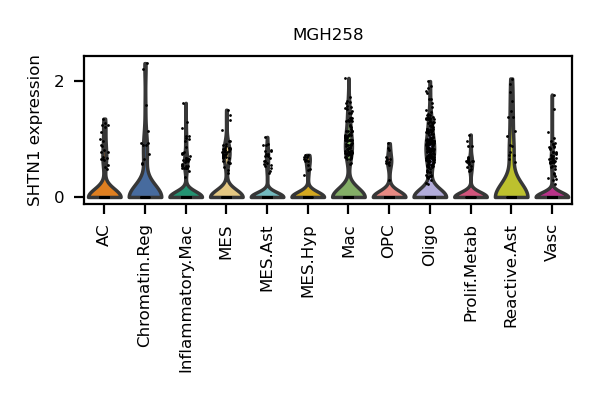 MGH258
SHTN1 expression
2
0
AC
Chromatin.Reg
Inflammatory.Mac
MES
MES.Ast
MES.Hyp
Mac
OPC
Oligo
Prolif.Metab
Reactive.Ast
Vasc